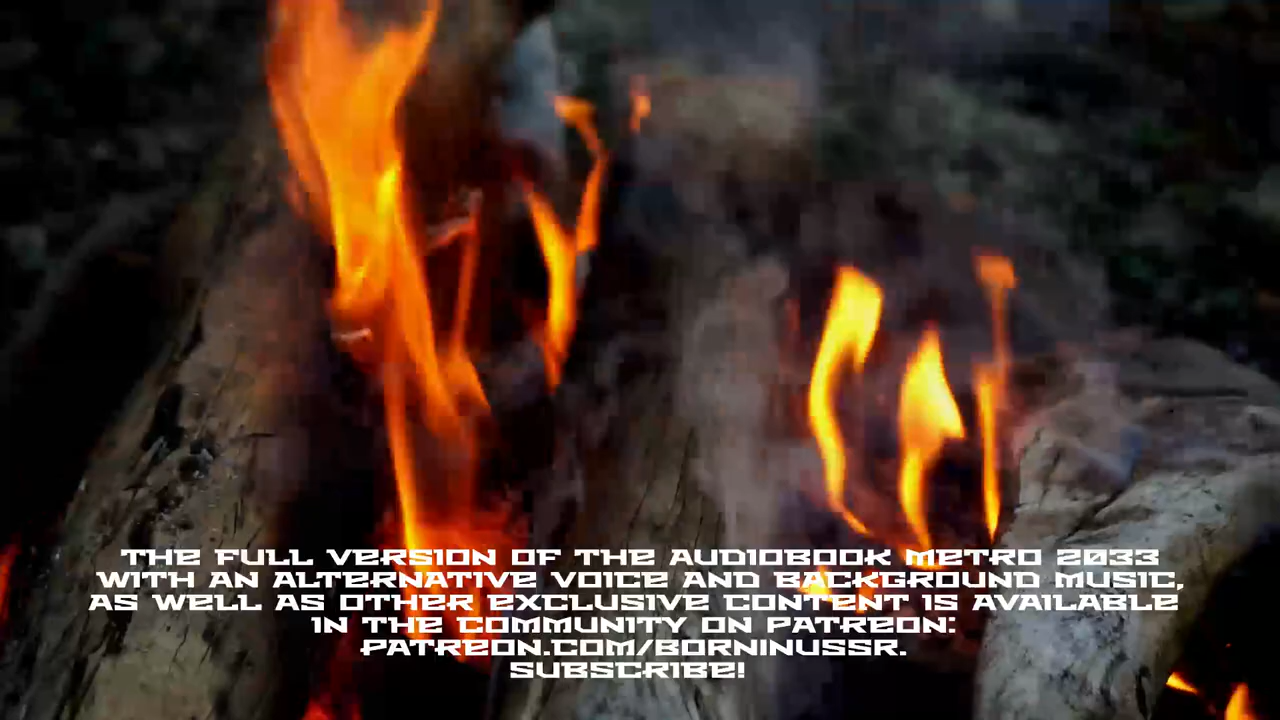 THE FULL VERSION OF THE AUDIOBOOK METRO 2033
WITH AN ALTERNATIVE VOICE AND BACKGROUND MUSIC,
AS WELL AS OTHER EXCLUSIVE CONTENT IS AVAILABLE
IN THE COMMUNITY ON PATREON:
PATREON.COM/BORNINUSSR.
SUBSCRIBE!